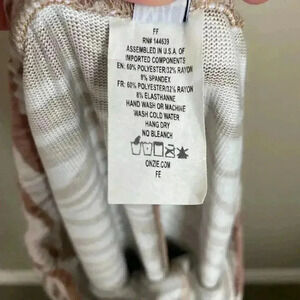 FF
RN# 144639
ASSEMBLED IN U.S.A. OF
IMPORTED COMPONENTS
EN: 60% POLYESTER/32% RAYON
8% SPANDEX
FR: 60% POLYESTER/32% RAYON
8% ELASTHANNE
HAND WASH OR MACHINE
WASH COLD WATER
HANG DRY
NO BLEACH
ONZIE.COM
FE